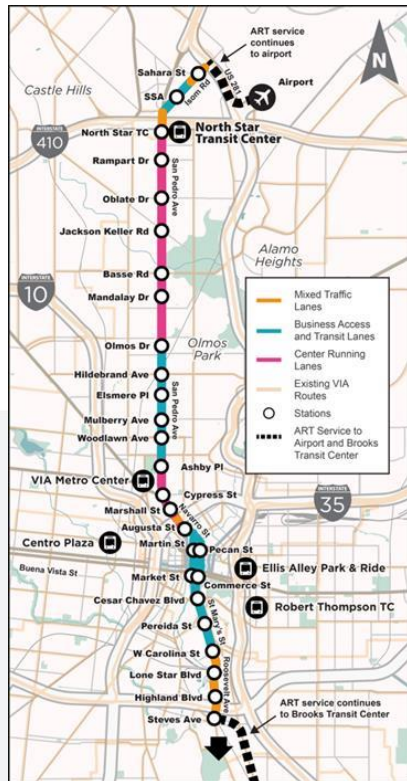 ART service
continues
to airport
N
Sahara St
Castle Hills
US 281
Airport
SSA
Isom Rd
North Star TC
North Star
Transit Center
INTERSTATE
410
Rampart Dr
San Pedro Ave
Oblate Dr
Jackson Keller Rd
Alamo
Heights
Basse Rd
INTERSTATE
10
Mandalay Dr
Mixed Traffic
Lanes
Business Access
and Transit Lanes
Center Running
Lanes
Existing VIA
Routes
Stations
ART Service to
Airport and Brooks
Transit Center
Olmos Dr
Olmos
Park
Hildebrand Ave
San Pedro Ave
Elsmere Pl
Mulberry Ave
Woodlawn Ave
Ashby Pl
VIA Metro Center
Cypress St
INTERSTATE
35
Marshall St
Navarro St
Augusta St
Centro Plaza
Martin St
Pecan St
Buena Vista St
Ellis Alley Park & Ride
Market St
Commerce St
Cesar Chavez Blvd
Robert Thompson TC
St Mary's St
Pereida St
W Carolina St
Roosevelt Ave
Lone Star Blvd
Highland Blvd
ART service continues
to Brooks Transit Center
Steves Ave